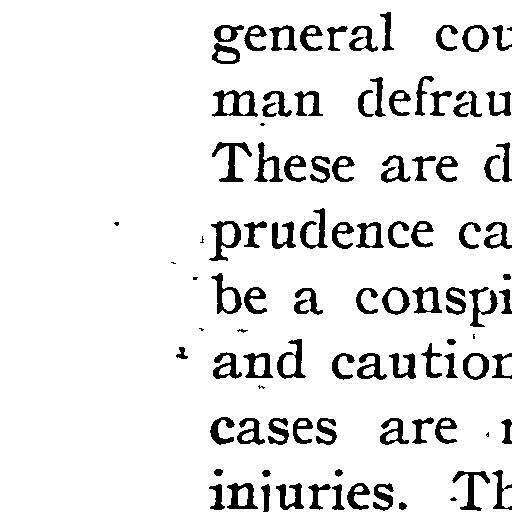 general cou
man defrau
These are d
prudence ca
be a conspi
and caution
cases are
injuries. Th